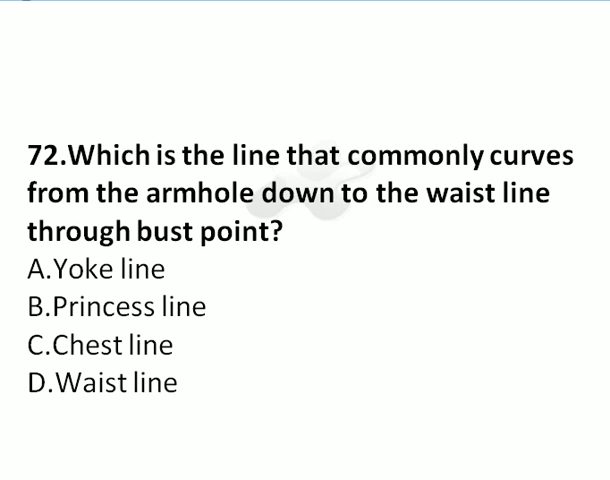 72.Which is the line that commonly curves
from the armhole down to the waist line
through bust point?
A.Yoke line
B.Princess line
C.Chest line
D.Waist line